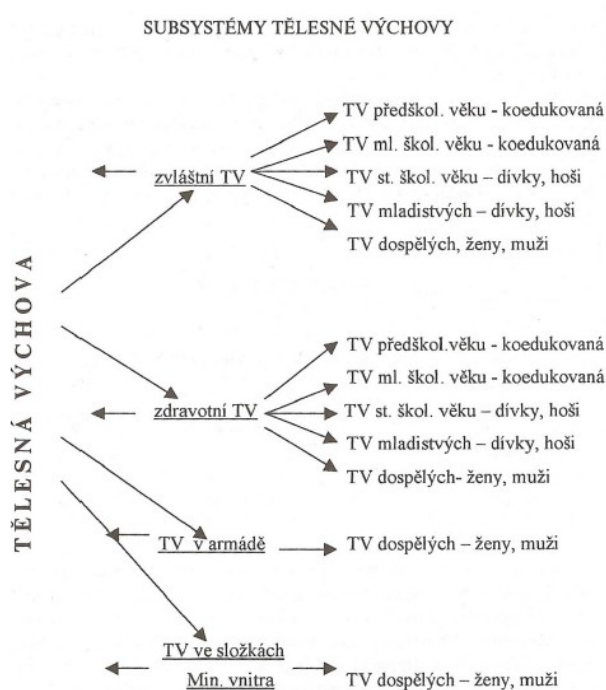 SUBSYSTÉMY TĚLESNÉ VÝCHOVY
TĚLESNÁ VÝCHOVA
zvláštní TV
TV předškol. věku - koedukovaná
TV ml. škol. věku - koedukovaná
TV st. škol. věku – dívky, hoši
TV mladistvých – dívky, hoši
TV dospělých, ženy, muži
zdravotní TV
TV předškol.věku - koedukovaná
TV ml. škol. věku - koedukovaná
TV st. škol. věku – dívky, hoši
TV mladistvých – dívky, hoši
TV dospělých- ženy, muži
TV v armádě
TV dospělých – ženy, muži
TV ve složkách
Min. vnitra
TV dospělých – ženy, muži